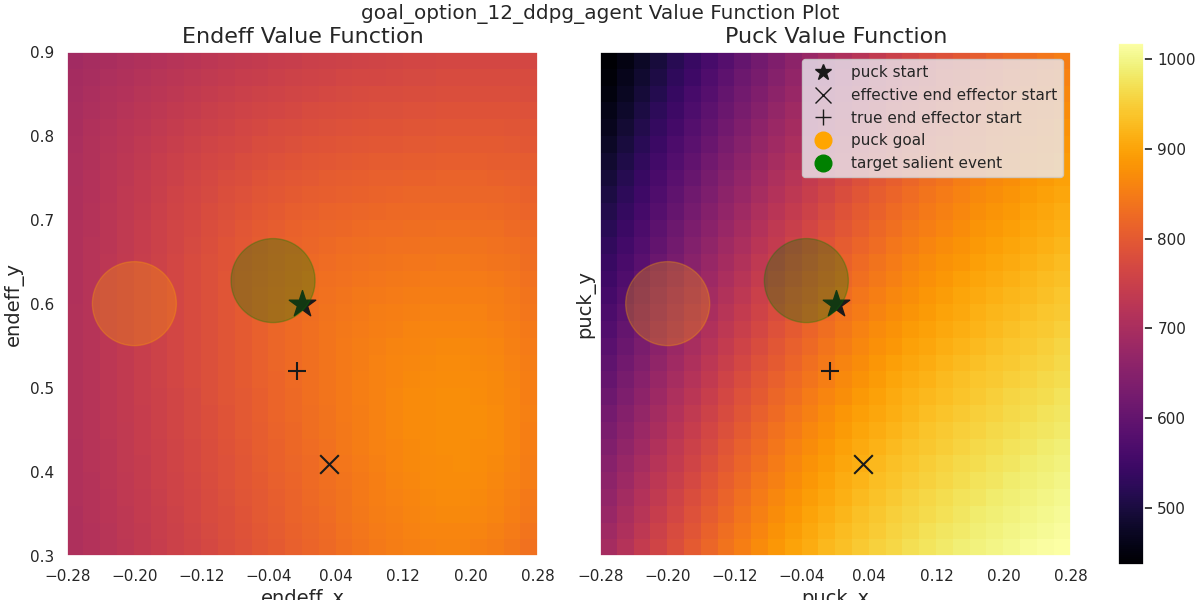 goal_option_12_ddpg_agent Value Function Plot
Endeff Value Function
0.9
0.8
0.7
0.6
0.5
0.4
0.3
endeff_y
−0.28 −0.20 −0.12 −0.04 0.04 0.12 0.20 0.28
endeff_x
Puck Value Function
puck start
effective end effector start
true end effector start
puck goal
target salient event
puck_y
−0.28 −0.20 −0.12 −0.04 0.04 0.12 0.20 0.28
puck_x
1000
900
800
700
600
500